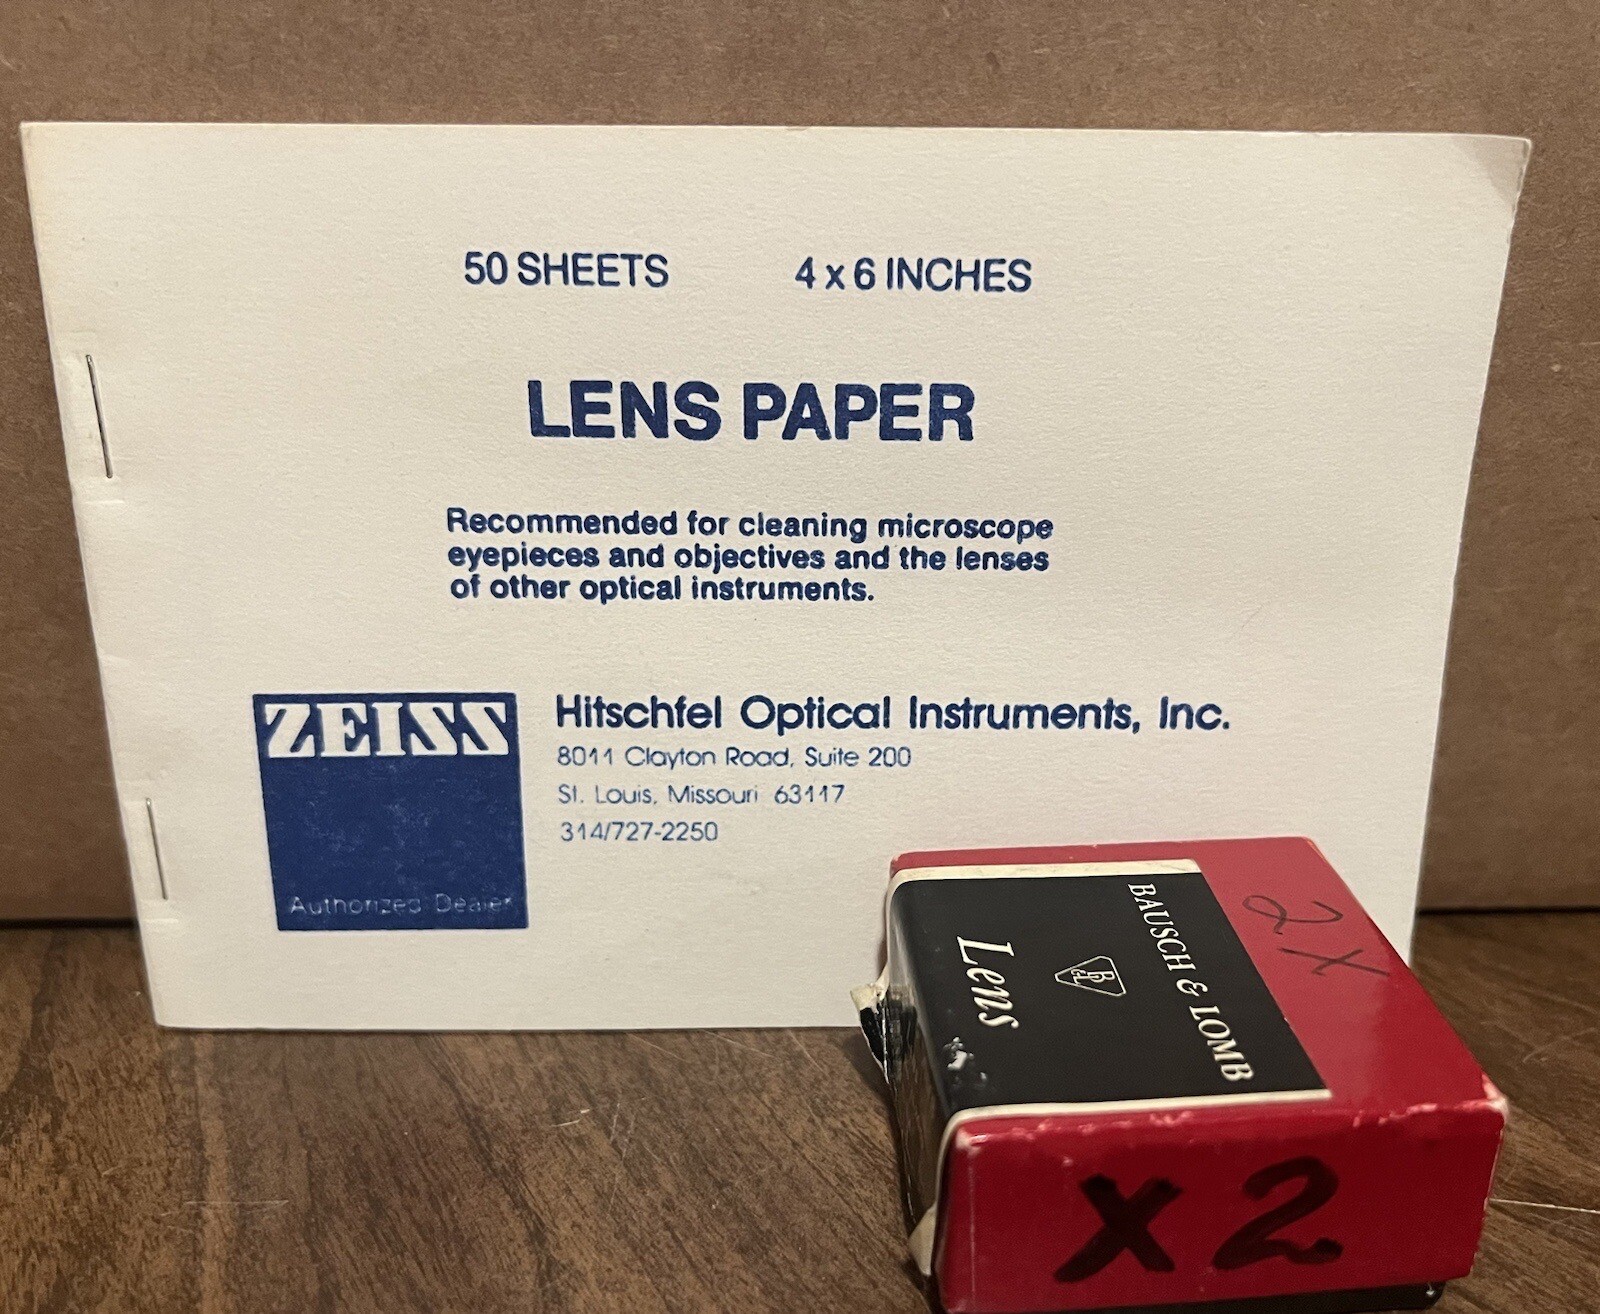 50 SHEETS 4 x 6 INCHES
LENS PAPER
Recommended for cleaning microscope
eyepieces and objectives and the lenses
of other optical instruments.
ZEISS
Authorized Dealer
Hitschfel Optical Instruments, Inc.
8011 Clayton Road, Suite 200
St. Louis, Missouri 63117
314/727-2250
2X
BAUSCH & LOMB
B&L
Lens
X 2